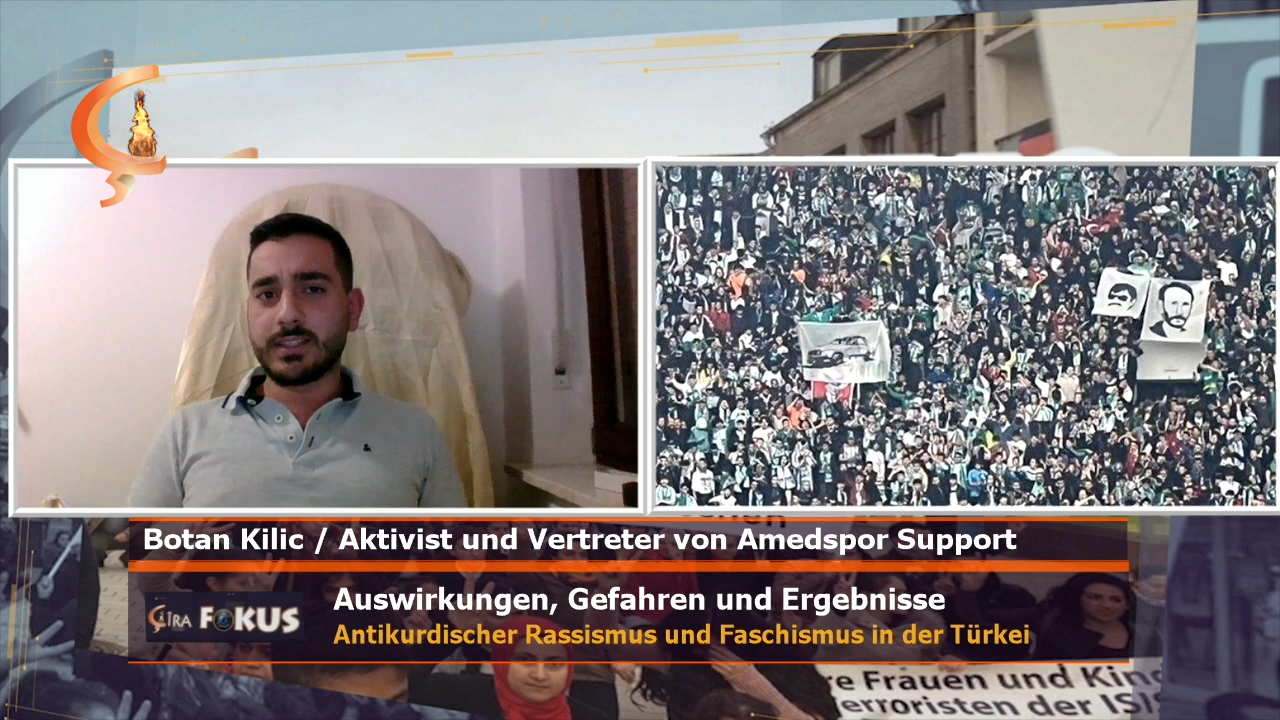 Botan Kilic / Aktivist und Vertreter von Amedspor Support
ÇIRA FOKUS
Auswirkungen, Gefahren und Ergebnisse
Antikurdischer Rassismus und Faschismus in der Türkei
re Frauen und Kin
erroristen der ISIS